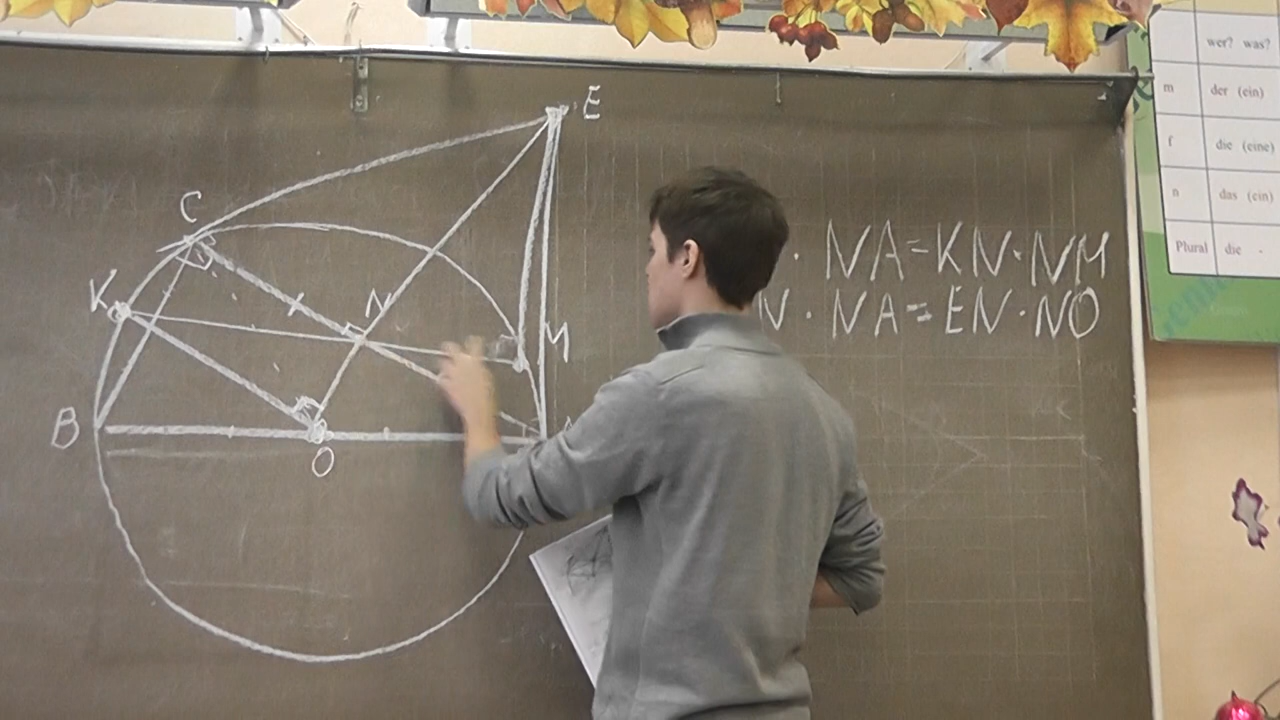 E
C
K
N
M
B
O
· NA=KN·NM
N · NA=EN·NO
wer? was?
m der (ein)
f die (eine)
n das (ein)
Plural die -